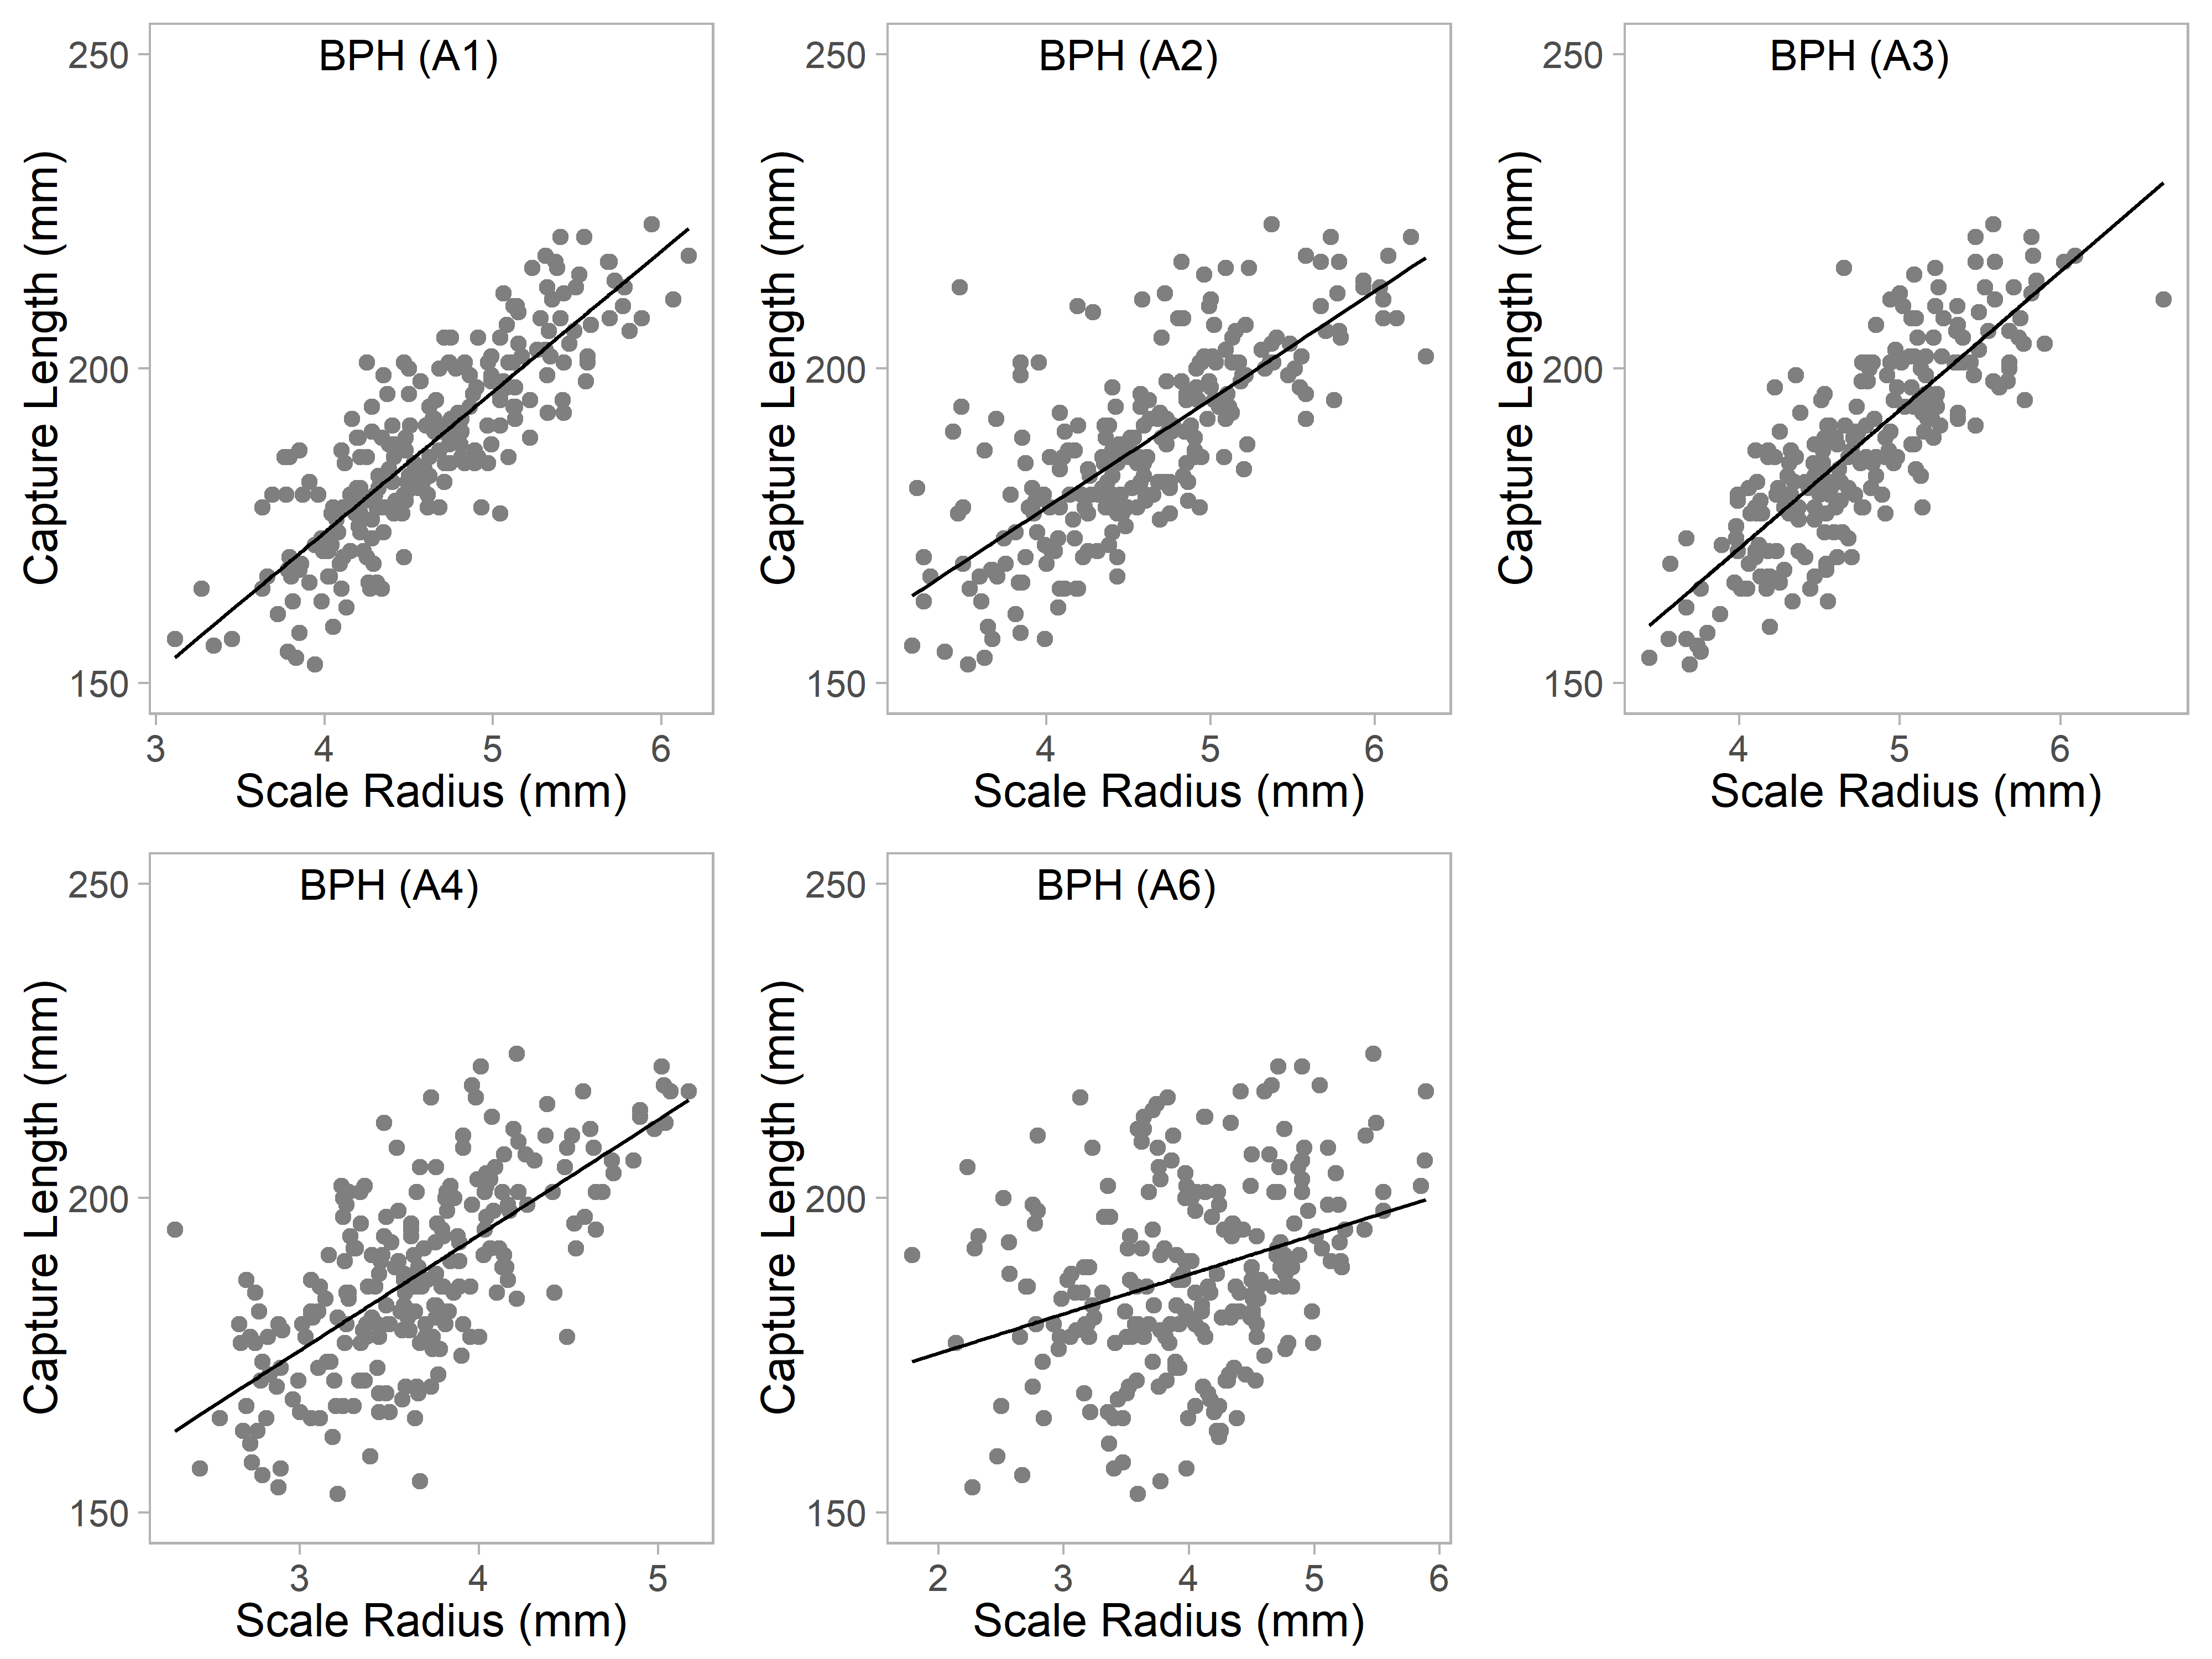 BPH (A1)
250
200
150
Capture Length (mm)
3 4 5 6
Scale Radius (mm)
BPH (A2)
250
200
150
Capture Length (mm)
4 5 6
Scale Radius (mm)
BPH (A3)
250
200
150
Capture Length (mm)
4 5 6
Scale Radius (mm)
BPH (A4)
250
200
150
Capture Length (mm)
3 4 5
Scale Radius (mm)
BPH (A6)
250
200
150
Capture Length (mm)
2 3 4 5 6
Scale Radius (mm)